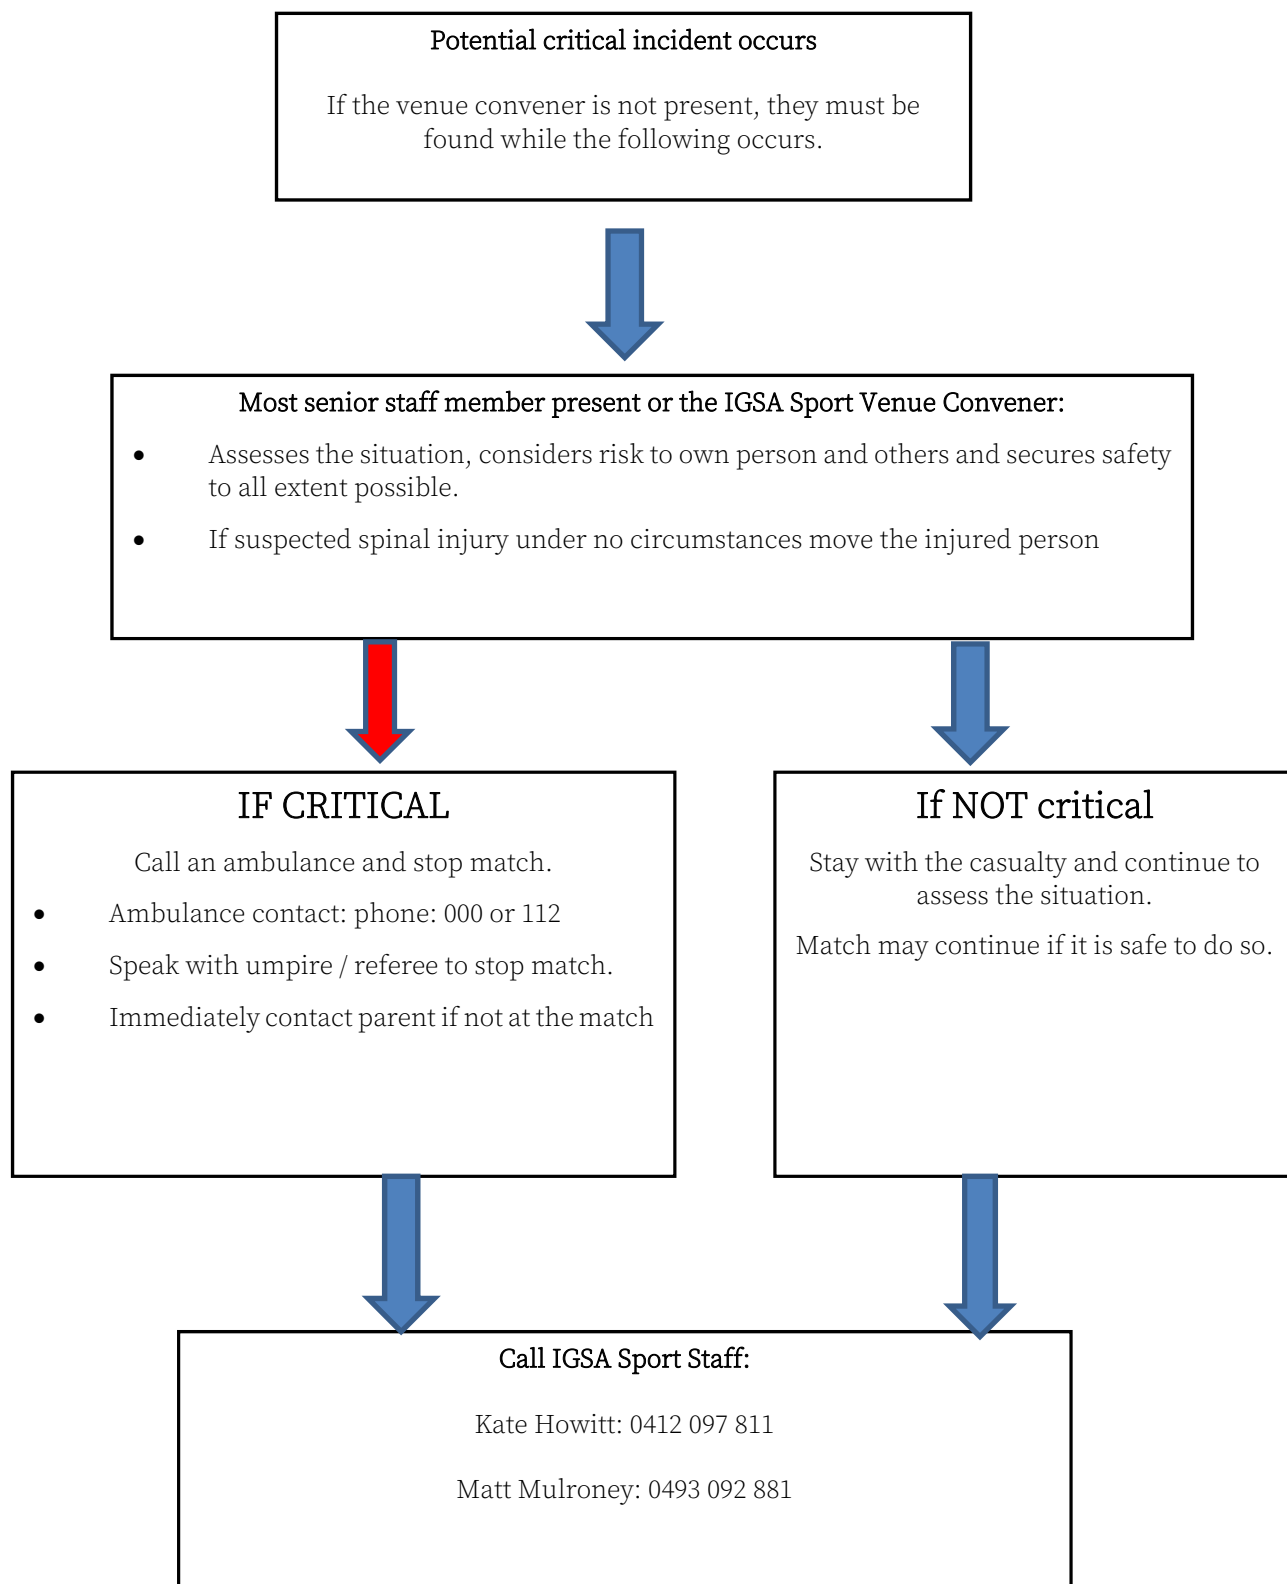 Potential critical incident occurs
If the venue convener is not present, they must be
found while the following occurs.
Most senior staff member present or the IGSA Sport Venue Convener:
• Assesses the situation, considers risk to own person and others and secures safety
to all extent possible.
• If suspected spinal injury under no circumstances move the injured person
IF CRITICAL
Call an ambulance and stop match.
• Ambulance contact: phone: 000 or 112
• Speak with umpire / referee to stop match.
• Immediately contact parent if not at the match
If NOT critical
Stay with the casualty and continue to
assess the situation.
Match may continue if it is safe to do so.
Call IGSA Sport Staff:
Kate Howitt: 0412 097 811
Matt Mulroney: 0493 092 881